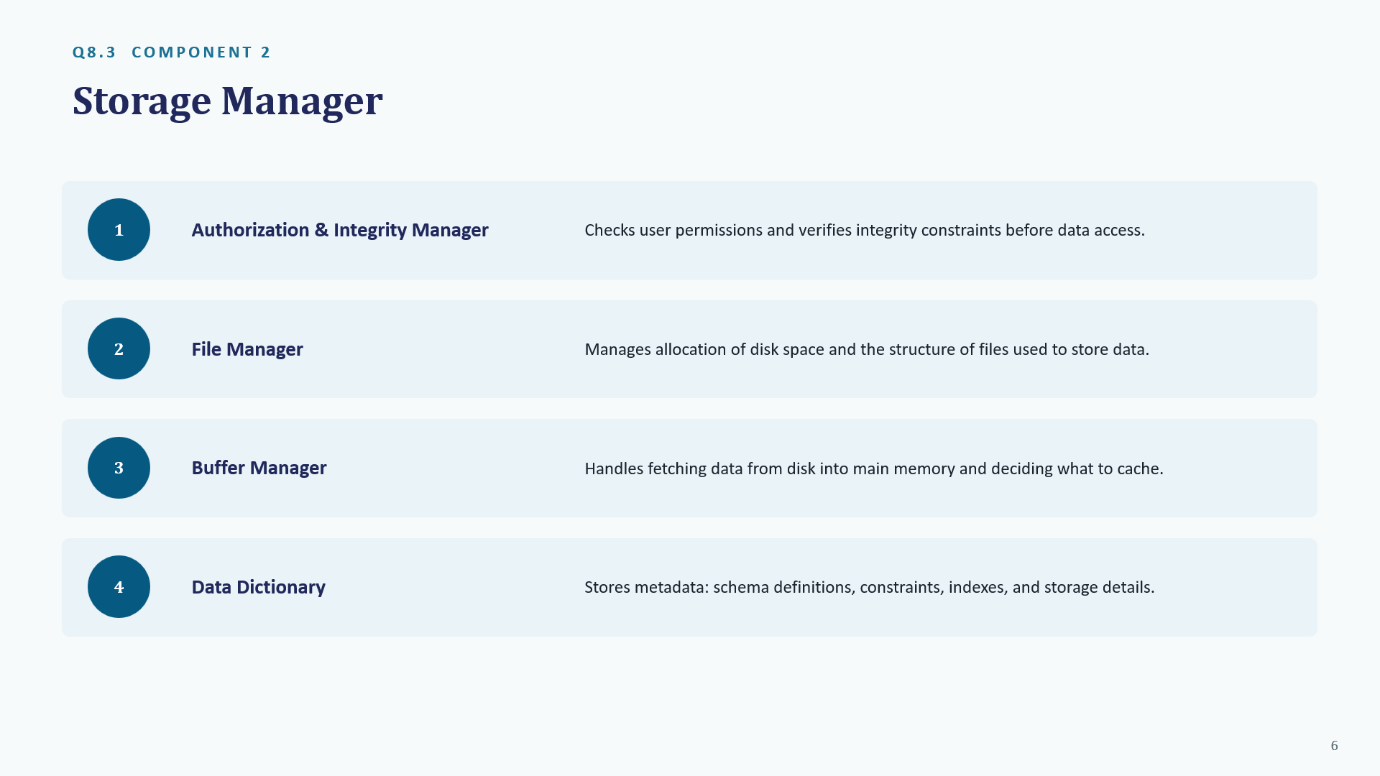 Q8.3 COMPONENT 2
Storage Manager
1 Authorization & Integrity Manager Checks user permissions and verifies integrity constraints before data access.
2 File Manager Manages allocation of disk space and the structure of files used to store data.
3 Buffer Manager Handles fetching data from disk into main memory and deciding what to cache.
4 Data Dictionary Stores metadata: schema definitions, constraints, indexes, and storage details.
6